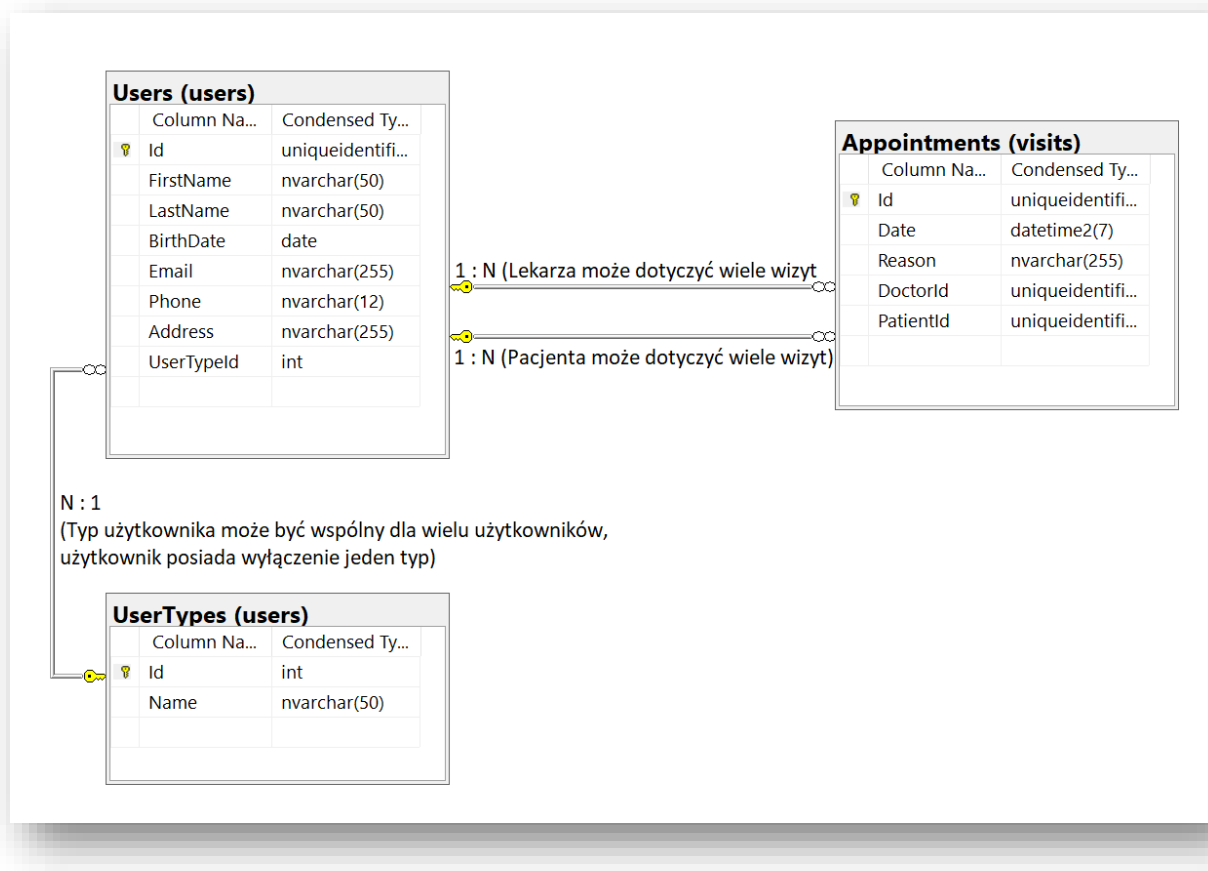 Users (users)
Column Na... Condensed Ty...
Id uniqueidentifi...
FirstName nvarchar(50)
LastName nvarchar(50)
BirthDate date
Email nvarchar(255)
Phone nvarchar(12)
Address nvarchar(255)
UserTypeId int
1 : N (Lekarza może dotyczyć wiele wizyt
1 : N (Pacjenta może dotyczyć wiele wizyt)
Appointments (visits)
Column Na... Condensed Ty...
Id uniqueidentifi...
Date datetime2(7)
Reason nvarchar(255)
DoctorId uniqueidentifi...
PatientId uniqueidentifi...
N : 1
(Typ użytkownika może być wspólny dla wielu użytkowników,
użytkownik posiada wyłączenie jeden typ)
UserTypes (users)
Column Na... Condensed Ty...
Id int
Name nvarchar(50)